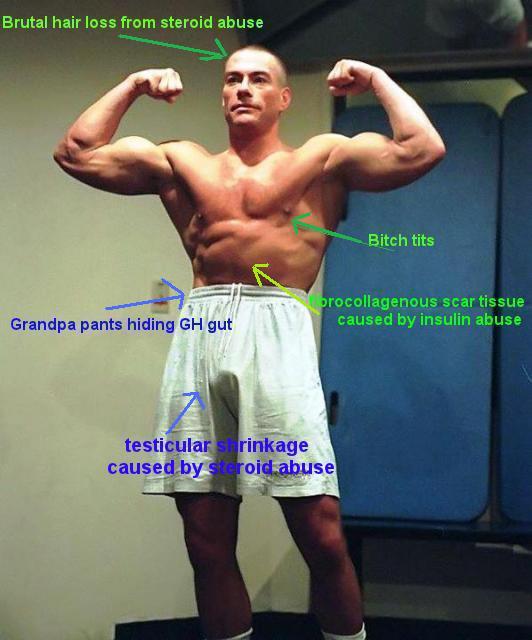 Brutal hair loss from steroid abuse
Bitch tits
fibrocollagenous scar tissue
caused by insulin abuse
Grandpa pants hiding GH gut
testicular shrinkage
caused by steroid abuse